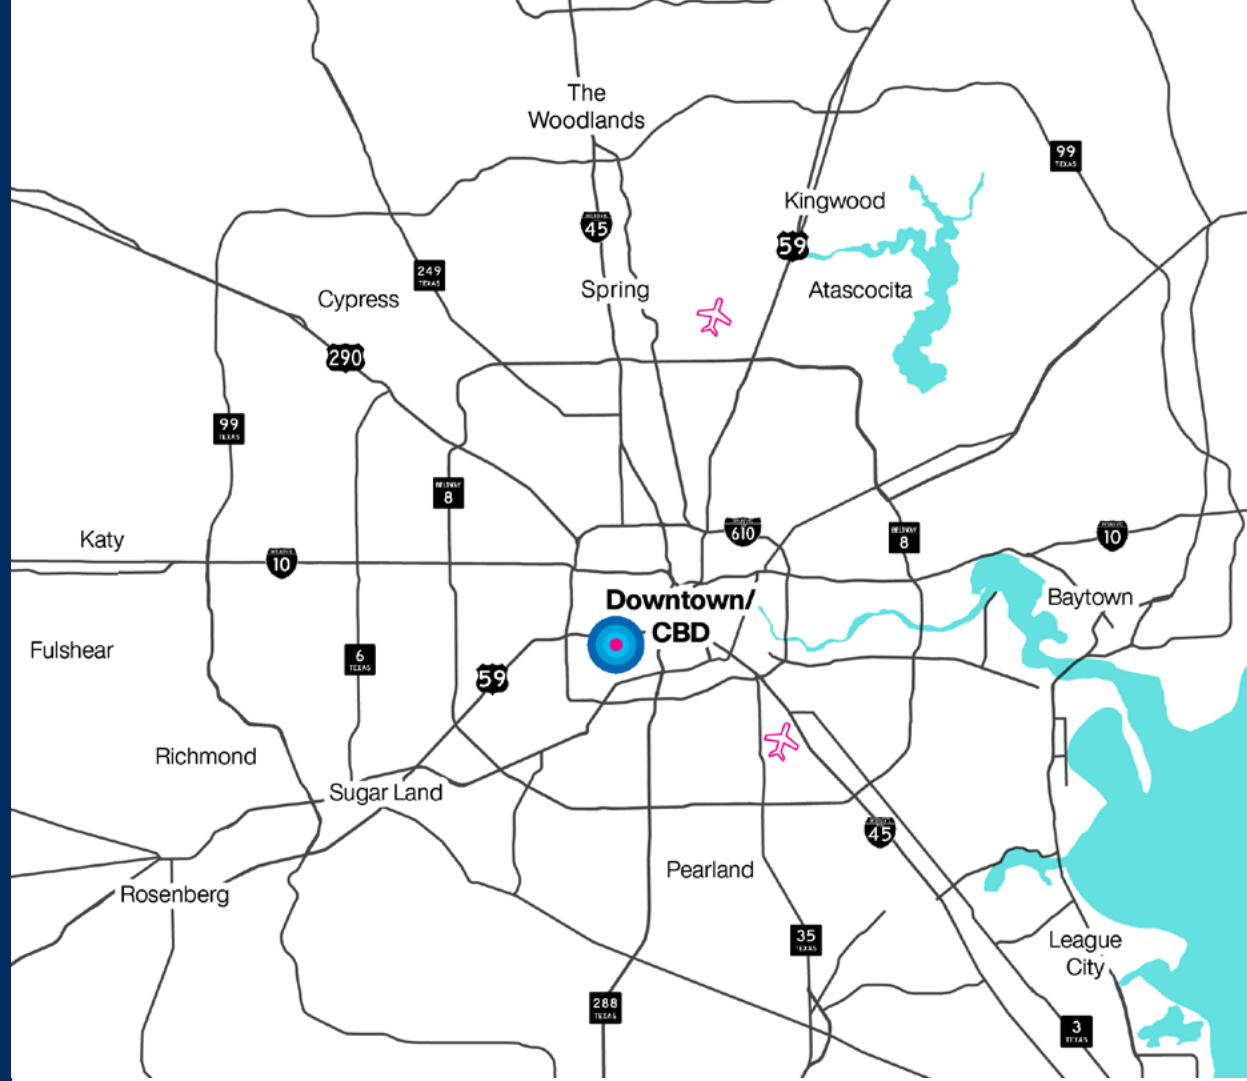 The
Woodlands
99
TEXAS
Kingwood
45
59
249
TEXAS
Spring
Atascocita
Cypress
290
99
TEXAS
BELTWAY
8
610
BELTWAY
8
10
Katy
10
Downtown/
CBD
Baytown
Fulshear
6
TEXAS
59
Richmond
Sugar Land
45
Pearland
Rosenberg
35
TEXAS
League
City
288
TEXAS
3
TEXAS